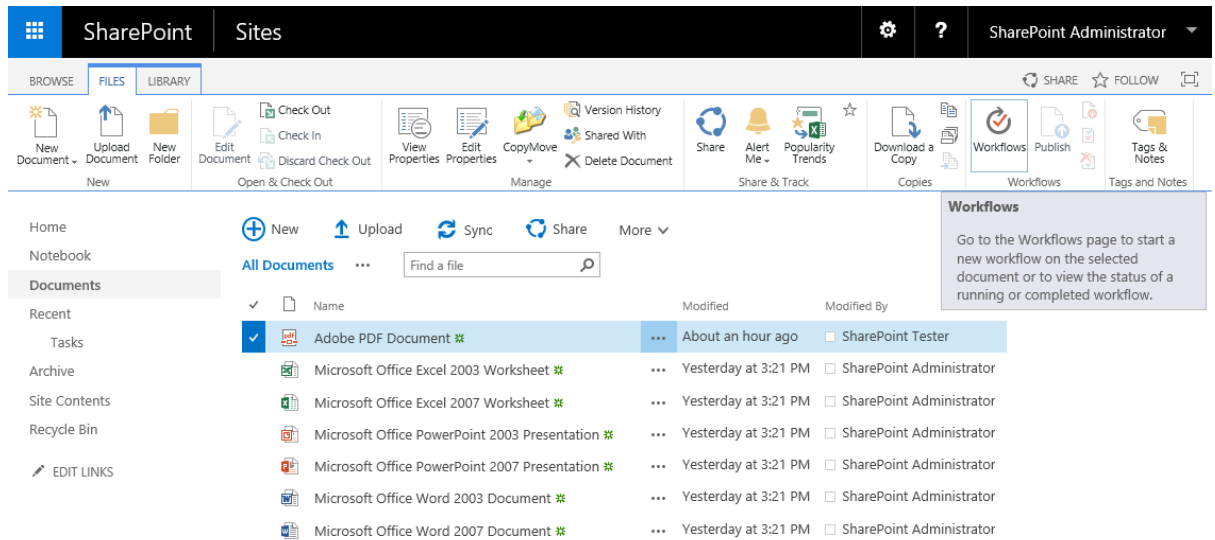 SharePoint Sites ? SharePoint Administrator
BROWSE FILES LIBRARY SHARE FOLLOW
New Document
Upload Document
New Folder
New
Edit Document
Check Out
Check In
Discard Check Out
Open & Check Out
View Properties
Edit Properties
CopyMove
Version History
Shared With
Delete Document
Manage
Share
Alert Me
Popularity Trends
Share & Track
Download a Copy
Copies
Workflows
Publish
Workflows
Tags & Notes
Tags and Notes
Workflows
Go to the Workflows page to start a
new workflow on the selected
document or to view the status of a
running or completed workflow.
Home
Notebook
Documents
Recent
Tasks
Archive
Site Contents
Recycle Bin
EDIT LINKS
New Upload Sync Share More
All Documents ••• Find a file
Name Modified Modified By
pdf Adobe PDF Document ••• About an hour ago SharePoint Tester
Microsoft Office Excel 2003 Worksheet ••• Yesterday at 3:21 PM SharePoint Administrator
Microsoft Office Excel 2007 Worksheet ••• Yesterday at 3:21 PM SharePoint Administrator
Microsoft Office PowerPoint 2003 Presentation ••• Yesterday at 3:21 PM SharePoint Administrator
Microsoft Office PowerPoint 2007 Presentation ••• Yesterday at 3:21 PM SharePoint Administrator
Microsoft Office Word 2003 Document ••• Yesterday at 3:21 PM SharePoint Administrator
Microsoft Office Word 2007 Document ••• Yesterday at 3:21 PM SharePoint Administrator